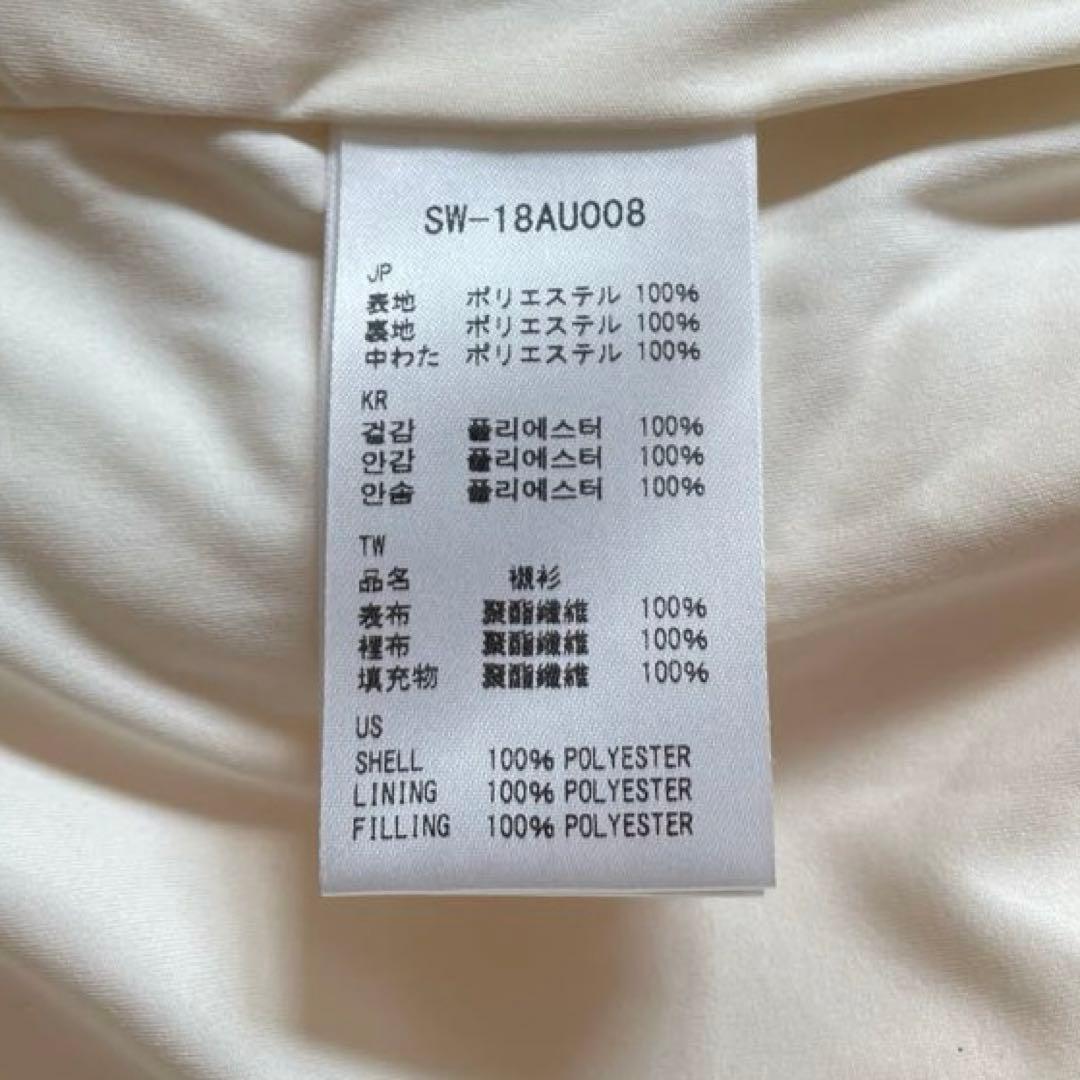 SW-18AU008
JP
表地 ポリエステル 100%
裏地 ポリエステル 100%
中わた ポリエステル 100%
KR
겉감 폴리에스터 100%
안감 폴리에스터 100%
안솜 폴리에스터 100%
TW
品名 襯衫
表布 聚酯纖維 100%
裡布 聚酯纖維 100%
填充物 聚酯纖維 100%
US
SHELL 100% POLYESTER
LINING 100% POLYESTER
FILLING 100% POLYESTER